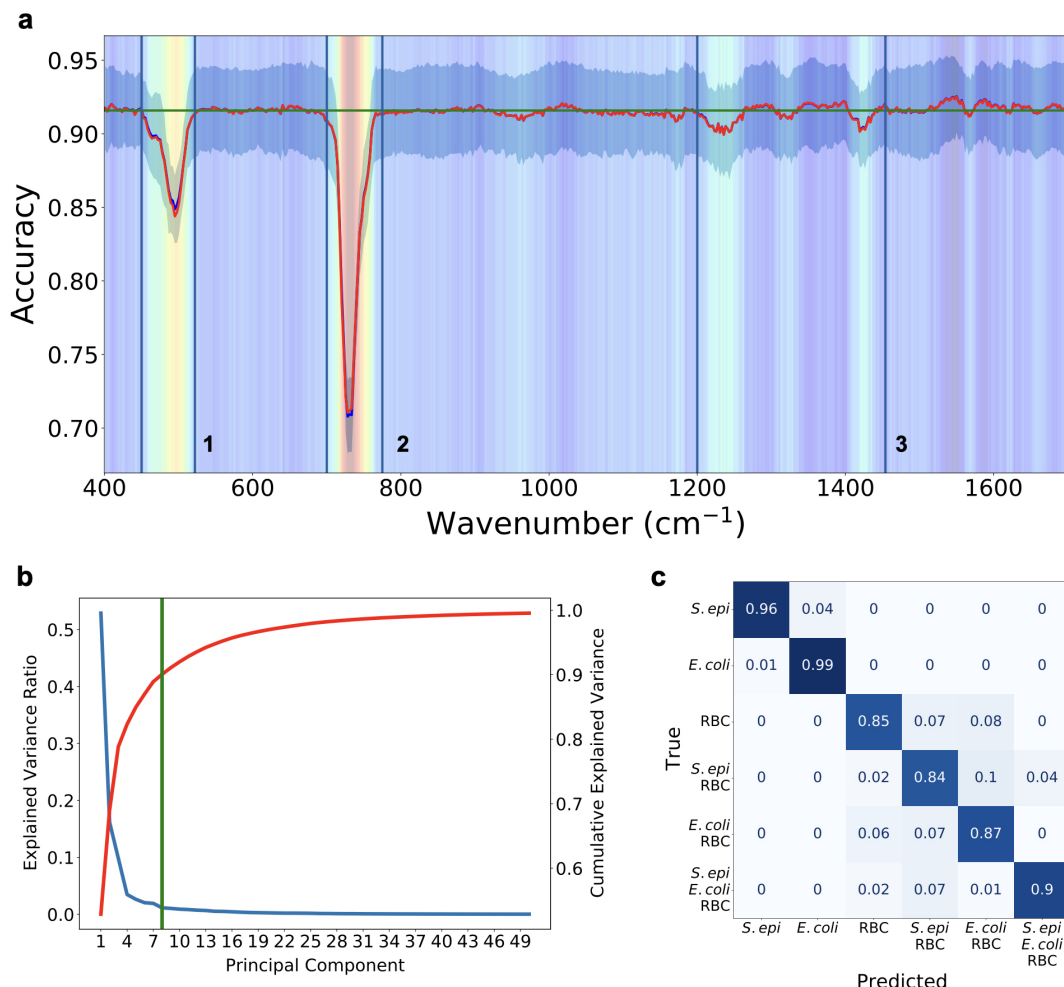 a
0.95
0.90
0.85
0.80
0.75
0.70
Accuracy
1
2
3
400
600
800
1000
1200
1400
1600
Wavenumber (cm⁻¹)
b
0.5
0.4
0.3
0.2
0.1
0.0
Explained Variance Ratio
1.0
0.9
0.8
0.7
0.6
Cumulative Explained Variance
1 4 7 10 13 16 19 22 25 28 31 34 37 40 43 46 49
Principal Component
c
S. epi 0.96 0.04 0 0 0 0
E. coli 0.01 0.99 0 0 0 0
RBC 0 0 0.85 0.07 0.08 0
S. epi
RBC
0 0 0.02 0.84 0.1 0.04
E. coli
RBC
0 0 0.06 0.07 0.87 0
S. epi
E. coli
RBC
0 0 0.02 0.07 0.01 0.9
True
S. epi
E. coli
RBC
S. epi
RBC
E. coli
RBC
S. epi
E. coli
RBC
Predicted